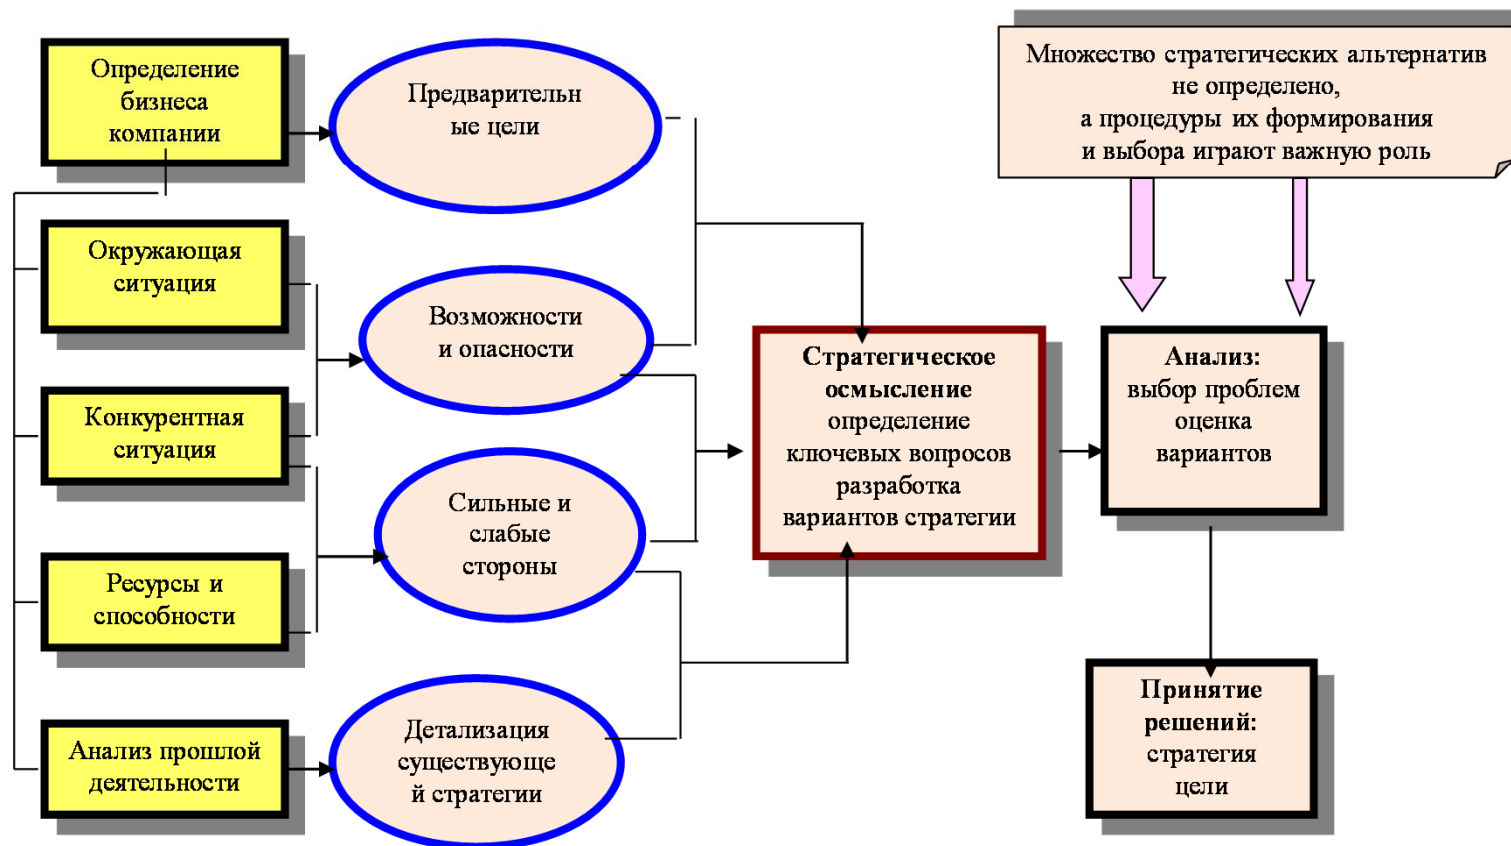 Определение
бизнеса
компании
Предварительн
ые цели
Множество стратегических альтернатив
не определено,
а процедуры их формирования
и выбора играют важную роль
Окружающая
ситуация
Возможности
и опасности
Конкурентная
ситуация
Стратегическое
осмысление
определение
ключевых вопросов
разработка
вариантов стратегии
Анализ:
выбор проблем
оценка
вариантов
Сильные и
слабые
стороны
Ресурсы и
способности
Анализ прошлой
деятельности
Детализация
существующе
й стратегии
Принятие
решений:
стратегия
цели